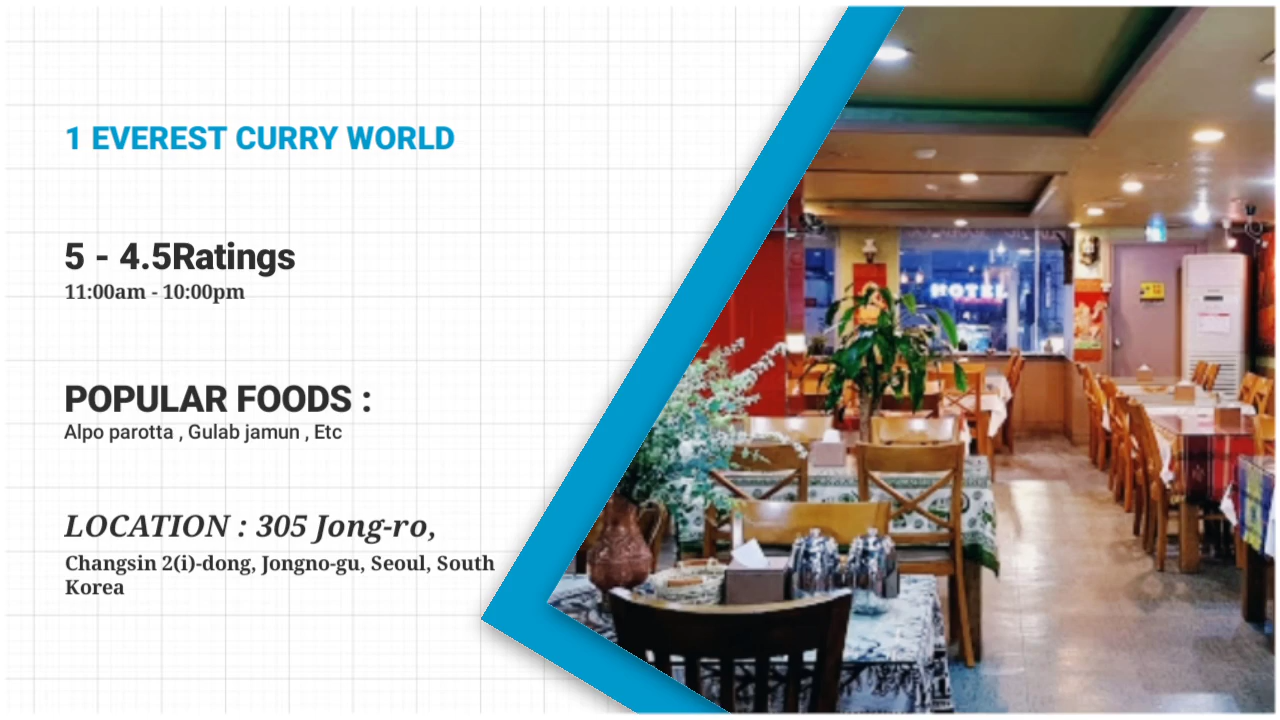 1 EVEREST CURRY WORLD
5 - 4.5Ratings
11:00am - 10:00pm
POPULAR FOODS :
Alpo parotta , Gulab jamun , Etc
LOCATION : 305 Jong-ro,
Changsin 2(i)-dong, Jongno-gu, Seoul, South
Korea
HOTEL